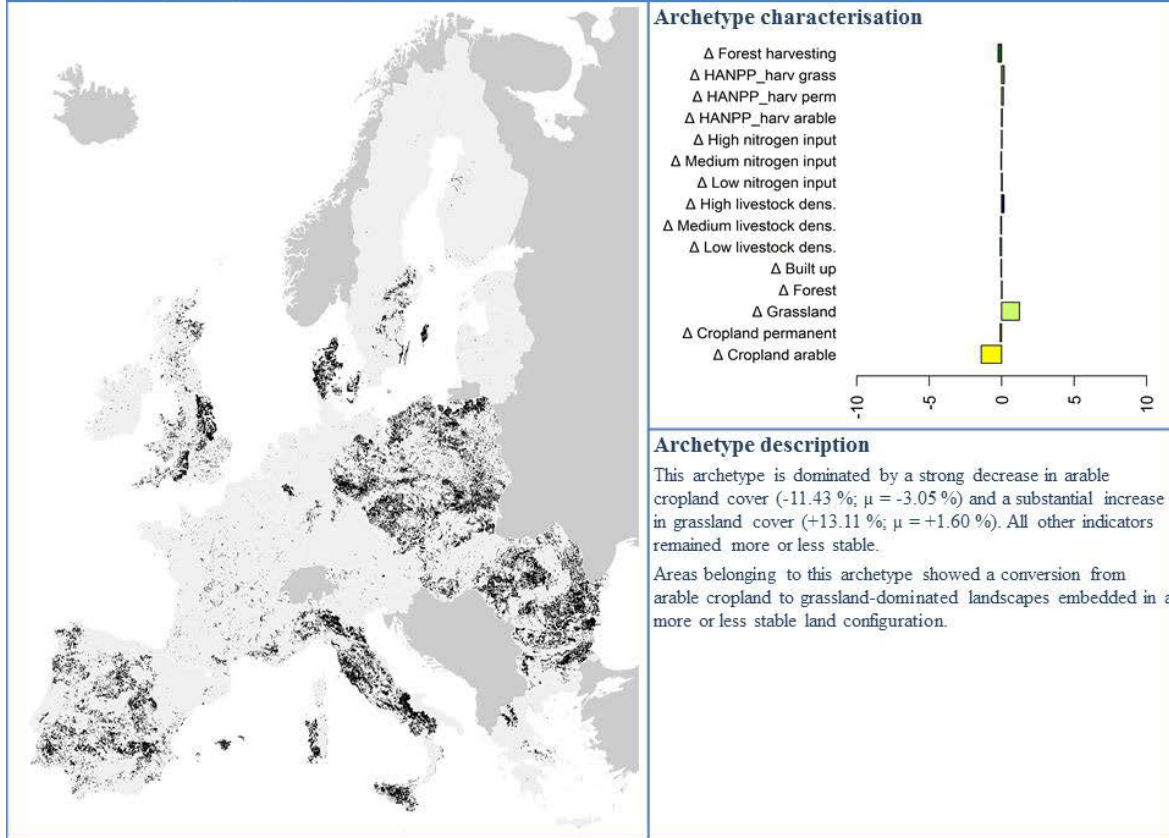 Archetype characterisation
Δ Forest harvesting
Δ HANPP_harv grass
Δ HANPP_harv perm
Δ HANPP_harv arable
Δ High nitrogen input
Δ Medium nitrogen input
Δ Low nitrogen input
Δ High livestock dens.
Δ Medium livestock dens.
Δ Low livestock dens.
Δ Built up
Δ Forest
Δ Grassland
Δ Cropland permanent
Δ Cropland arable
-10 -5 0 5 10
Archetype description
This archetype is dominated by a strong decrease in arable
cropland cover (-11.43 %; μ = -3.05 %) and a substantial increase
in grassland cover (+13.11 %; μ = +1.60 %). All other indicators
remained more or less stable.
Areas belonging to this archetype showed a conversion from
arable cropland to grassland-dominated landscapes embedded in a
more or less stable land configuration.